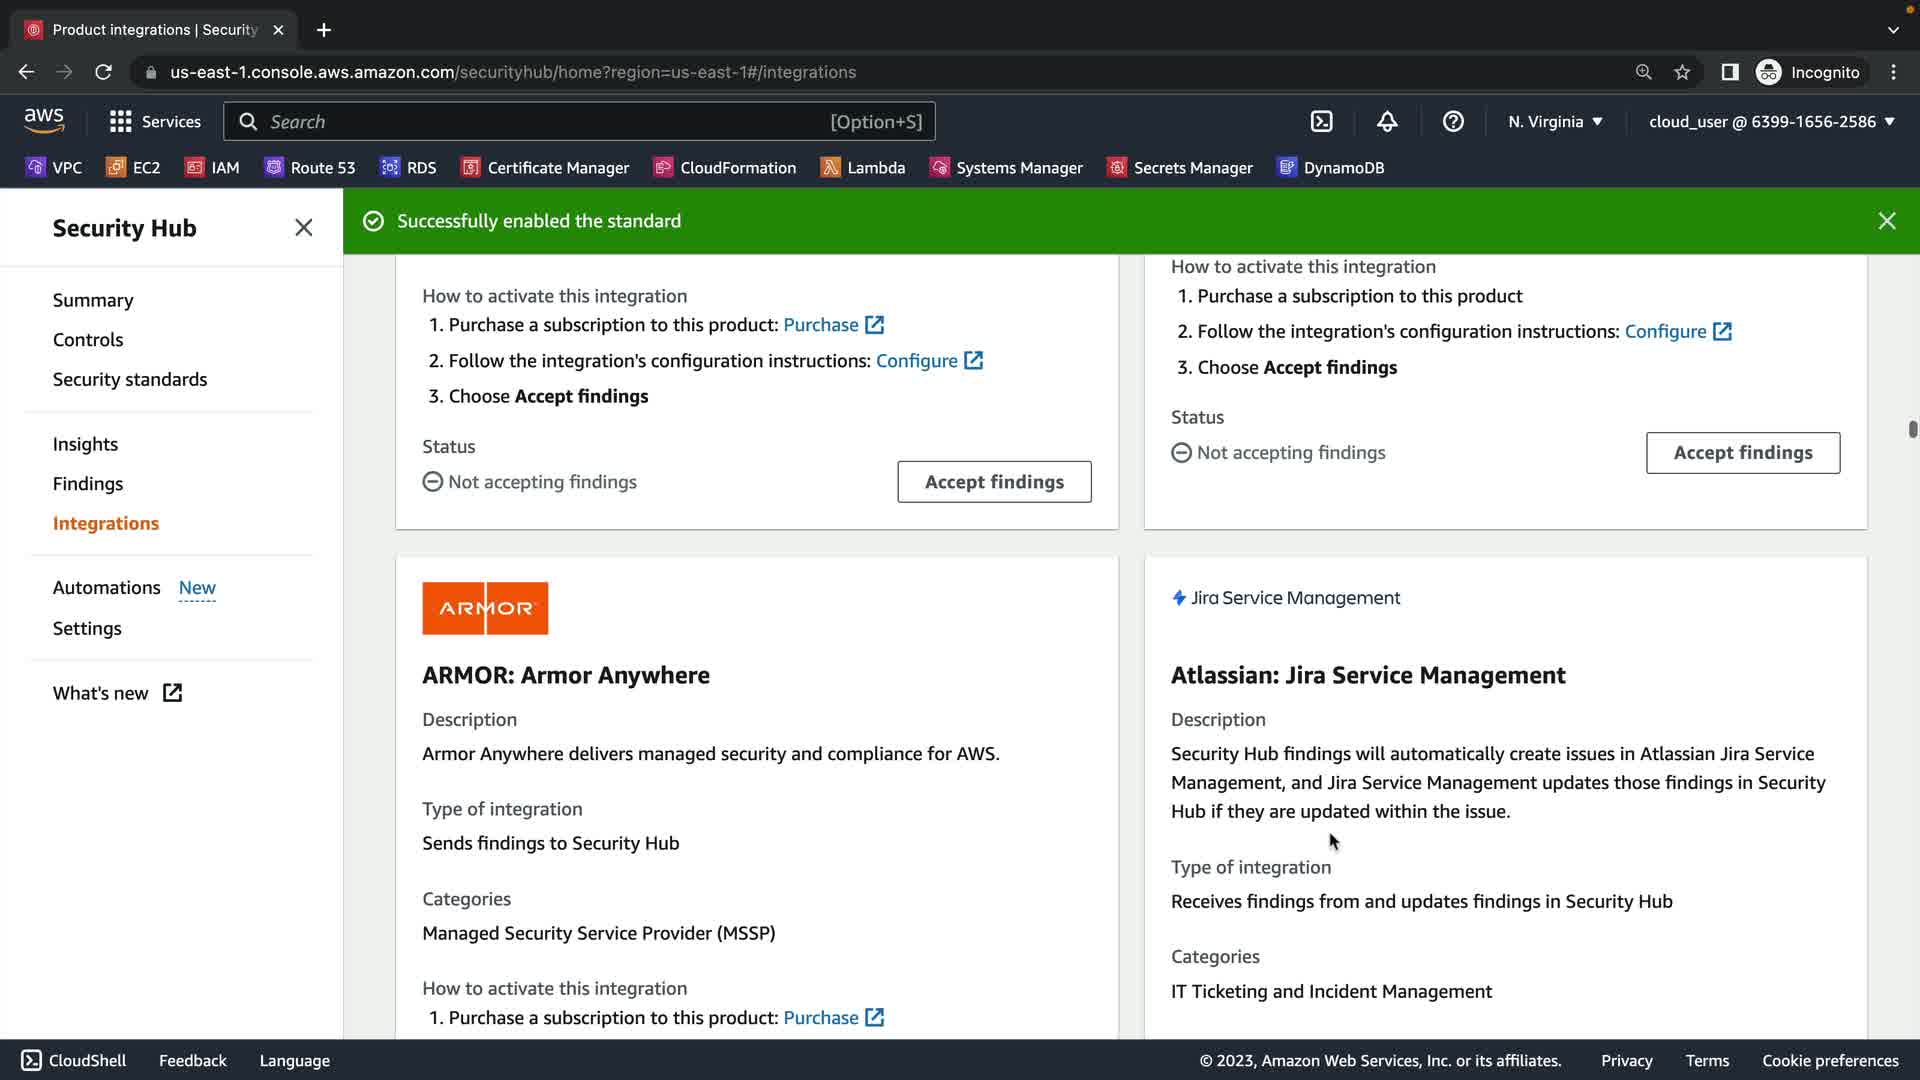 Product integrations | Security
us-east-1.console.aws.amazon.com/securityhub/home?region=us-east-1#/integrations
Incognito
aws
Services
Search
[Option+S]
N. Virginia
cloud_user @ 6399-1656-2586
VPC
EC2
IAM
Route 53
RDS
Certificate Manager
CloudFormation
Lambda
Systems Manager
Secrets Manager
DynamoDB
Security Hub
Summary
Controls
Security standards
Insights
Findings
Integrations
Automations New
Settings
What's new
Successfully enabled the standard
How to activate this integration
1. Purchase a subscription to this product: Purchase
2. Follow the integration's configuration instructions: Configure
3. Choose Accept findings
Status
Not accepting findings
Accept findings
How to activate this integration
1. Purchase a subscription to this product
2. Follow the integration's configuration instructions: Configure
3. Choose Accept findings
Status
Not accepting findings
Accept findings
ARMOR
ARMOR: Armor Anywhere
Description
Armor Anywhere delivers managed security and compliance for AWS.
Type of integration
Sends findings to Security Hub
Categories
Managed Security Service Provider (MSSP)
How to activate this integration
1. Purchase a subscription to this product: Purchase
Jira Service Management
Atlassian: Jira Service Management
Description
Security Hub findings will automatically create issues in Atlassian Jira Service
Management, and Jira Service Management updates those findings in Security
Hub if they are updated within the issue.
Type of integration
Receives findings from and updates findings in Security Hub
Categories
IT Ticketing and Incident Management
CloudShell
Feedback
Language
© 2023, Amazon Web Services, Inc. or its affiliates.
Privacy
Terms
Cookie preferences